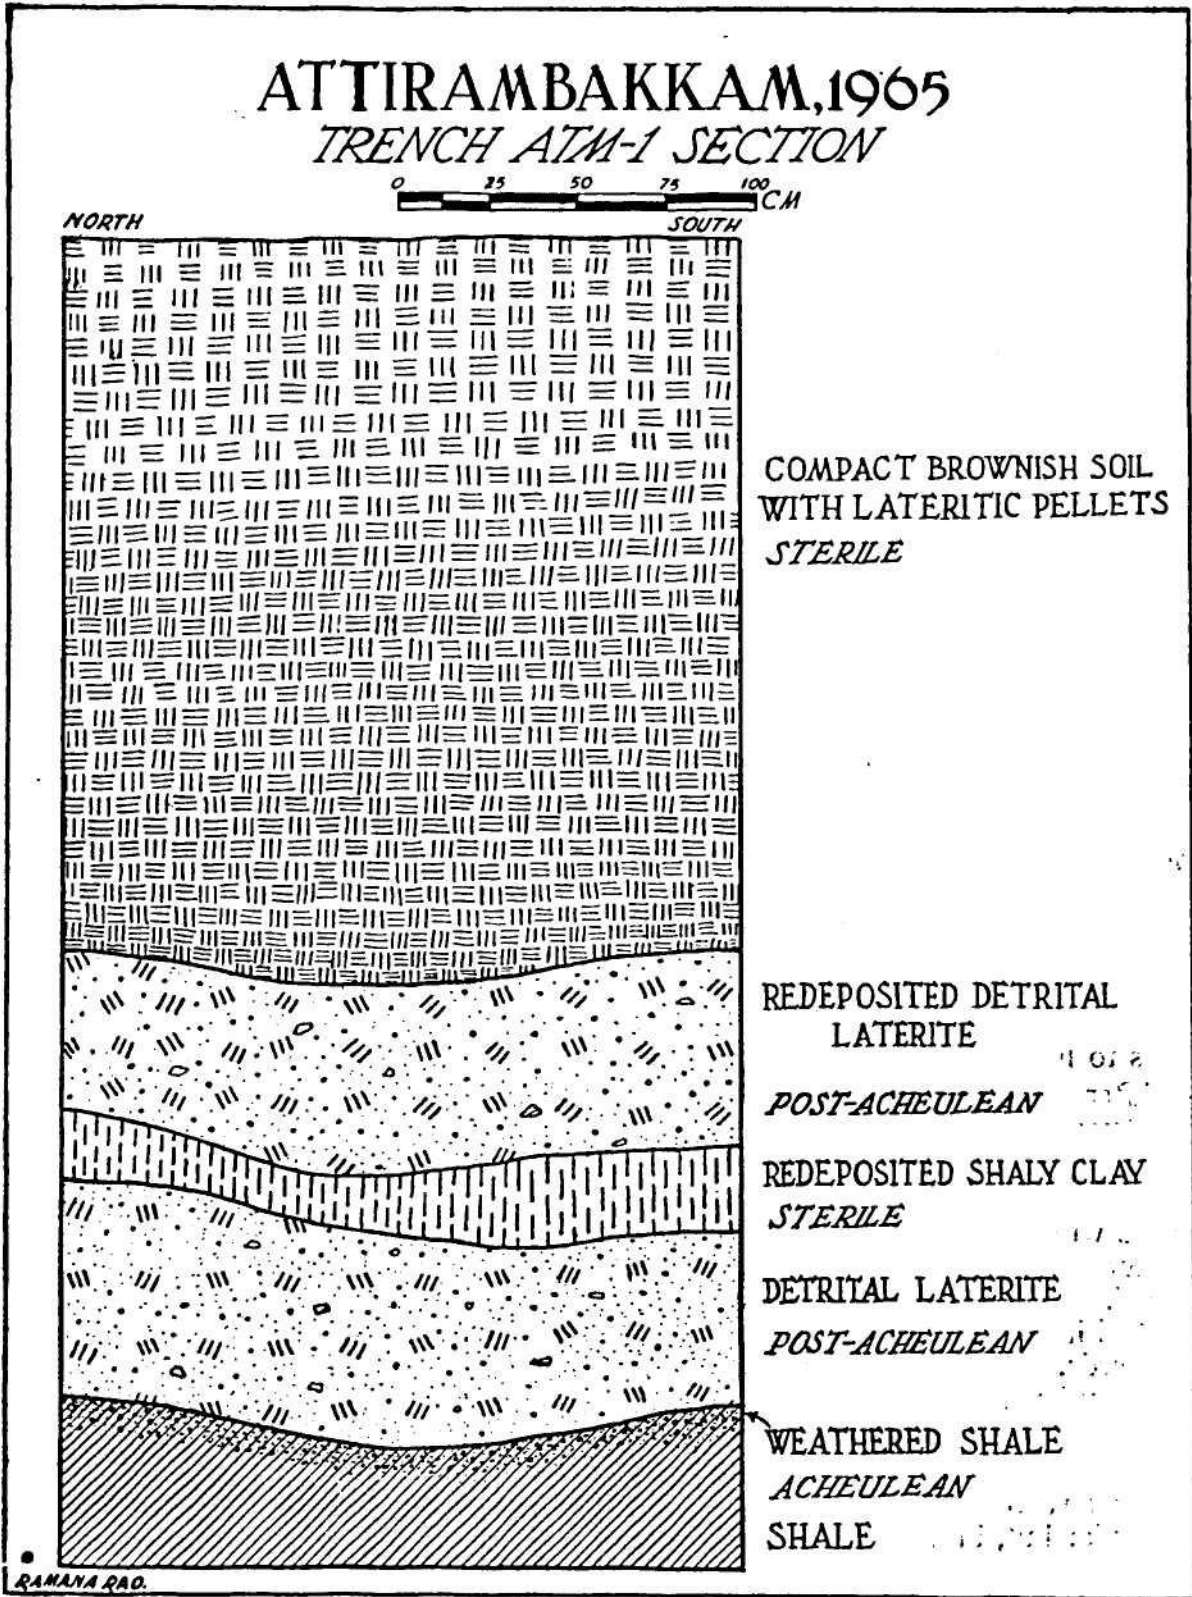 ATTIRAMBAKKAM, 1965
TRENCH ATM-1 SECTION
0 25 50 75 100 CM
NORTH SOUTH
COMPACT BROWNISH SOIL
WITH LATERITIC PELLETS
STERILE
REDEPOSITED DETRITAL
LATERITE
POST-ACHEULEAN
REDEPOSITED SHALY CLAY
STERILE
DETRITAL LATERITE
POST-ACHEULEAN
WEATHERED SHALE
ACHEULEAN
SHALE
RAMANA RAO.